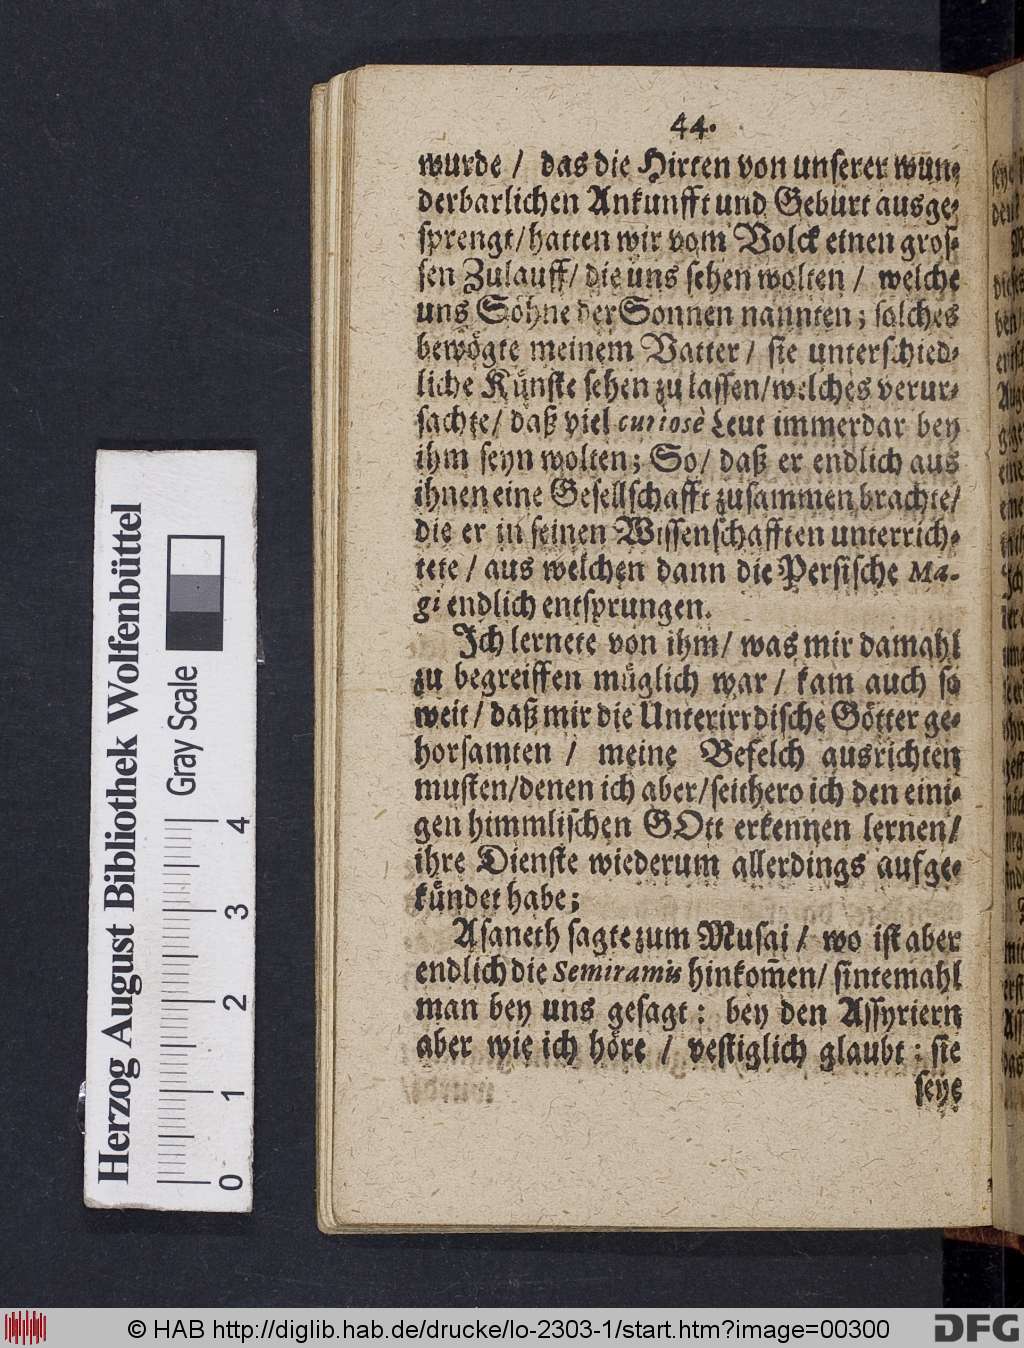 44.
wurde / das die Hirten von unserer wun-
derbarlichen Ankunfft und Geburt ausge-
sprengt/ hatten wir vom Volck einen gros-
sen Zulauff/ die uns sehen wolten / welche
uns Söhne der Sonnen nannten; solches
bewögte meinem Vatter / sie unterschied-
liche Künste sehen zu lassen/welches verur-
sachte/ daß viel curiosè Leut immerdar bey
ihm seyn wolten; So/ daß er endlich aus
ihnen eine Gesellschafft zusammen brachte/
die er in seinen Wissenschafften unterrich-
tete / aus welchen dann die Persische Ma-
gi endlich entsprungen.
Ich lernete von ihm/ was mir damahl
zu begreiffen müglich war / kam auch so
weit / daß mir die Unterirrdische Götter ge-
horsamten / meine Befelch ausrichten
musten/denen ich aber/seithero ich den eini-
gen himmlischen GOtt erkennen lernen/
ihre Dienste wiederum allerdings aufge-
kündet habe;
Asaneth sagte zum Musai / wo ist aber
endlich die Semiramis hinkom̃en/ sintemahl
man bey uns gesagt: bey den Assyriern
aber wie ich höre / vestiglich glaubt: sie
seye
Herzog August Bibliothek Wolfenbüttel
Gray Scale
0 1 2 3 4
© HAB http://diglib.hab.de/drucke/lo-2303-1/start.htm?image=00300
DFG